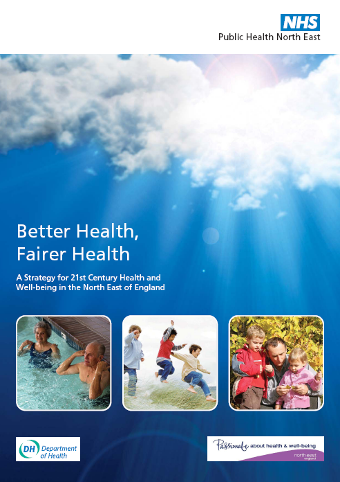 NHS
Public Health North East
Better Health,
Fairer Health
A Strategy for 21st Century Health and
Well-being in the North East of England
DH Department
of Health
Passionate about health & well-being
north east